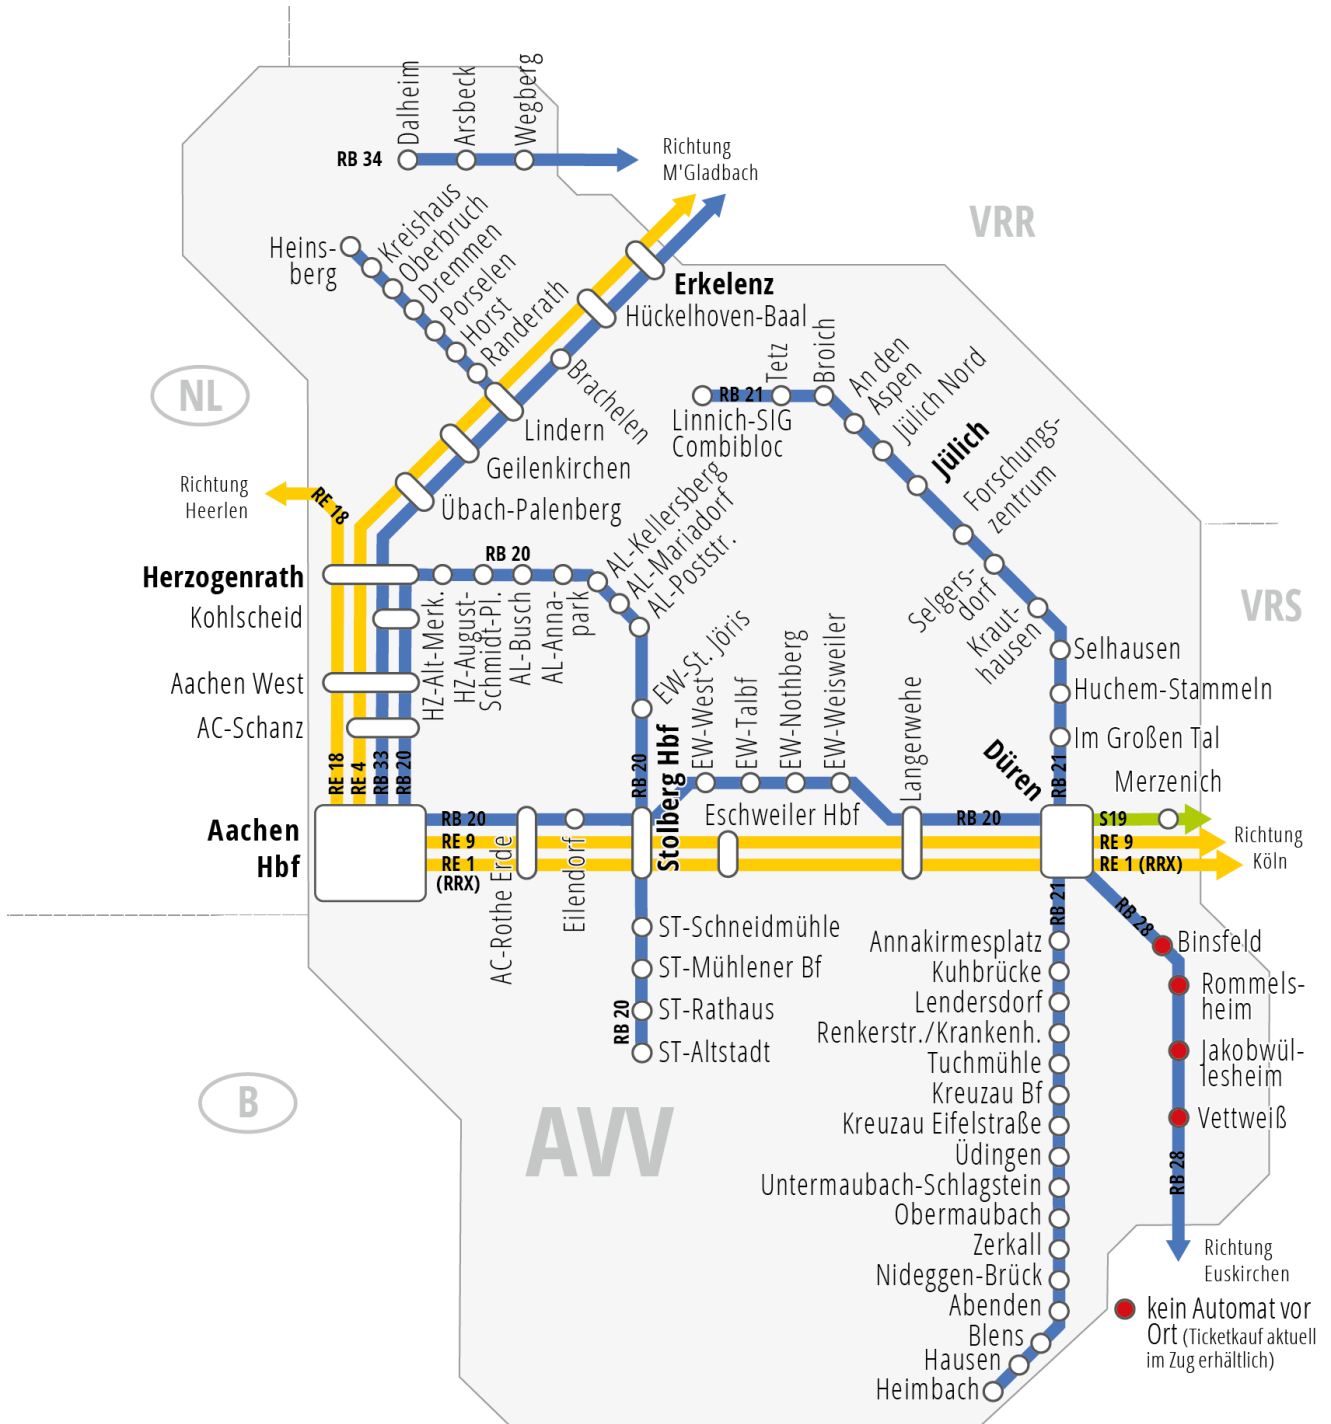 Dalheim
Arsbeck
Wegberg
RB 34
Richtung
M'Gladbach
VRR
Heins-
berg
Kreishaus
Oberbruch
Dremmen
Porselen
Horst
Randerath
Erkelenz
Hückelhoven-Baal
Brachelen
Lindern
Geilenkirchen
Übach-Palenberg
NL
Richtung
Heerlen
RE 18
RB 21
Linnich-SIG
Combibloc
Tetz
Broich
An den
Aspen
Jülich Nord
Jülich
Forschungs-
zentrum
Selgers-
dorf
Kraut-
hausen
Selhausen
Huchem-Stammeln
Im Großen Tal
RB 21
VRS
Herzogenrath
Kohlscheid
Aachen West
AC-Schanz
RB 20
HZ-Alt-Merk.
HZ-August-
Schmidt-Pl.
AL-Busch
AL-Anna-
park
AL-Kellersberg
AL-Mariadorf
AL-Poststr.
EW-St. Jöris
EW-West
EW-Talbf
EW-Nothberg
EW-Weisweiler
Langerwehe
Düren
Merzenich
RE 18
RE 4
RB 33
RB 20
RB 20
Stolberg Hbf
Eschweiler Hbf
Aachen
Hbf
RB 20
RE 9
RE 1
(RRX)
AC-Rothe Erde
Eilendorf
RB 20
S19
RE 9
RE 1 (RRX)
Richtung
Köln
ST-Schneidmühle
ST-Mühlener Bf
ST-Rathaus
ST-Altstadt
RB 20
RB 21
Annakirmesplatz
Kuhbrücke
Lendersdorf
Renkerstr./Krankenh.
Tuchmühle
Kreuzau Bf
Kreuzau Eifelstraße
Üdingen
Untermaubach-Schlagstein
Obermaubach
Zerkall
Nideggen-Brück
Abenden
Blens
Hausen
Heimbach
RB 28
Binsfeld
Rommels-
heim
Jakobwül-
lesheim
Vettweiß
RB 28
Richtung
Euskirchen
B
AVV
kein Automat vor
Ort (Ticketkauf aktuell
im Zug erhältlich)